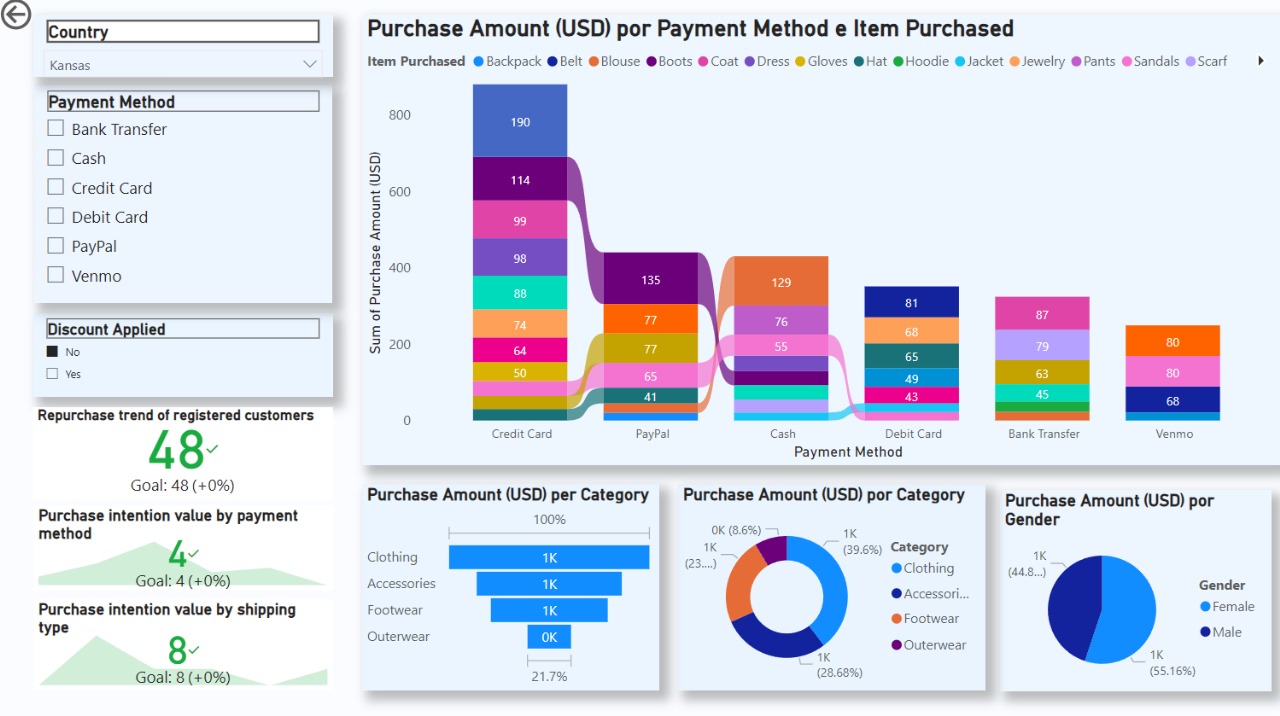 Country
Kansas
Payment Method
Bank Transfer
Cash
Credit Card
Debit Card
PayPal
Venmo
Discount Applied
No
Yes
Repurchase trend of registered customers
48
Goal: 48 (+0%)
Purchase intention value by payment
method
4
Goal: 4 (+0%)
Purchase intention value by shipping
type
8
Goal: 8 (+0%)
Purchase Amount (USD) por Payment Method e Item Purchased
Item Purchased Backpack Belt Blouse Boots Coat Dress Gloves Hat Hoodie Jacket Jewelry Pants Sandals Scarf
Sum of Purchase Amount (USD)
800
600
400
200
0
190
114
99
98
88
74
64
50
135
77
77
65
41
129
76
55
81
68
65
49
43
87
79
63
45
80
80
68
Credit Card PayPal Cash Debit Card Bank Transfer Venmo
Payment Method
Purchase Amount (USD) per Category
100%
Clothing 1K
Accessories 1K
Footwear 1K
Outerwear 0K
21.7%
Purchase Amount (USD) por Category
0K (8.6%)
1K
(39.6%)
1K
(23....)
1K
(28.68%)
Category
Clothing
Accessori...
Footwear
Outerwear
Purchase Amount (USD) por
Gender
1K
(44.8...)
1K
(55.16%)
Gender
Female
Male